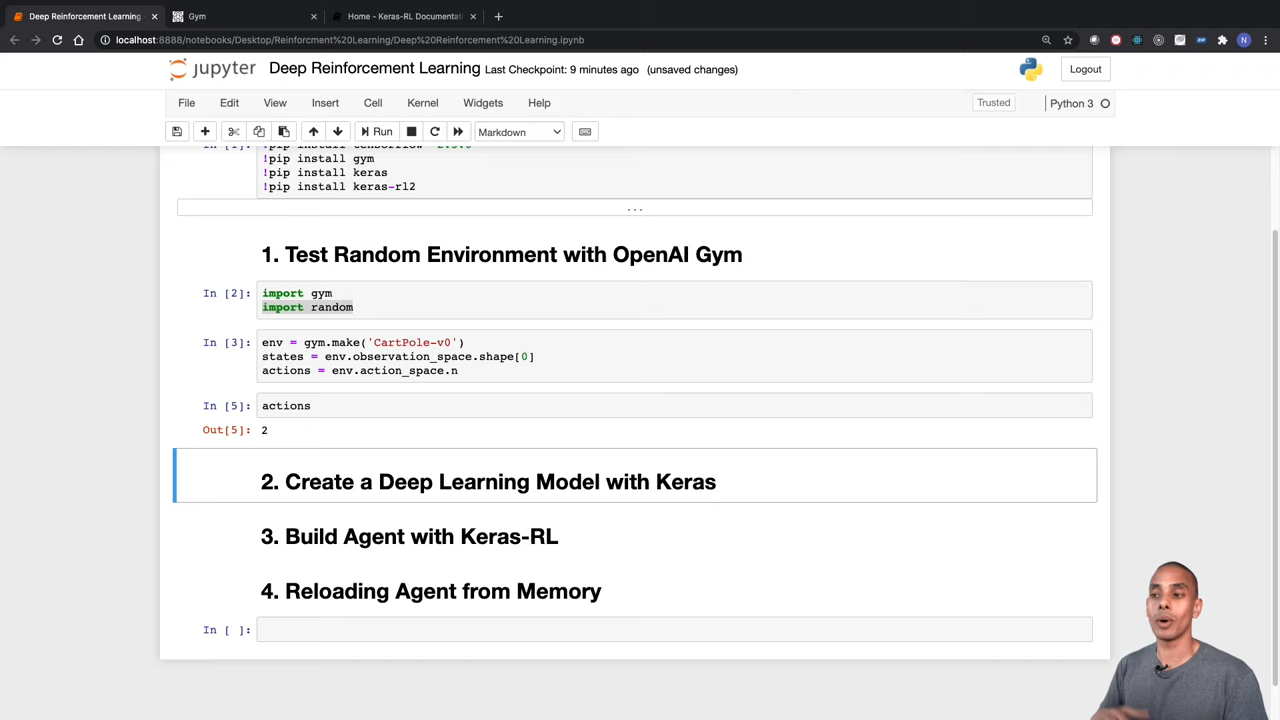 Deep Reinforcement Learning
Gym
Home - Keras-RL Documentat
localhost:8888/notebooks/Desktop/Reinforcment%20Learning/Deep%20Reinforcement%20Learning.ipynb
N
jupyter Deep Reinforcement Learning Last Checkpoint: 9 minutes ago (unsaved changes)
Logout
File Edit View Insert Cell Kernel Widgets Help
Trusted
Python 3
Run
Markdown
In [1]:
!pip install gym
!pip install keras
!pip install keras-rl2
...
1. Test Random Environment with OpenAI Gym
In [2]: import gym
import random
In [3]: env = gym.make('CartPole-v0')
states = env.observation_space.shape[0]
actions = env.action_space.n
In [5]: actions
Out[5]: 2
2. Create a Deep Learning Model with Keras
3. Build Agent with Keras-RL
4. Reloading Agent from Memory
In [ ]: